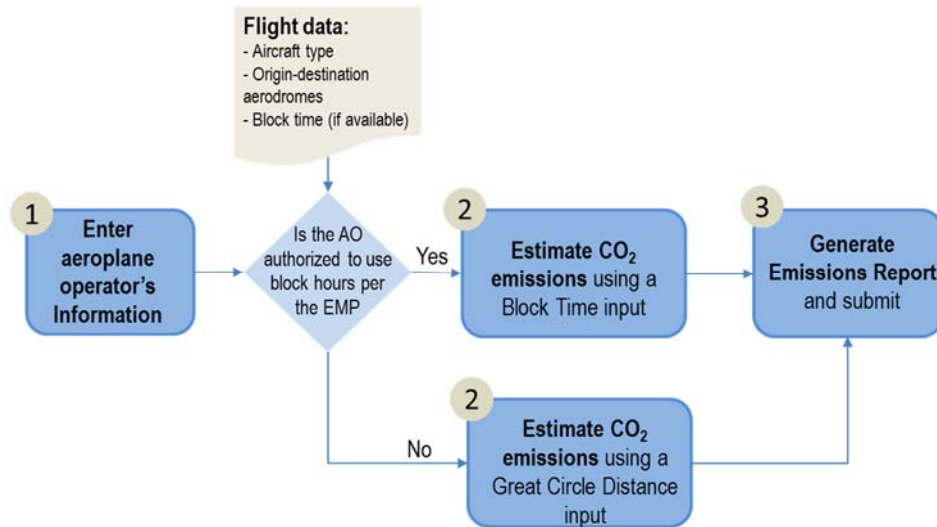 Flight data:
- Aircraft type
- Origin-destination
aerodromes
- Block time (if available)
1
Enter
aeroplane
operator’s
Information
Is the AO
authorized to use
block hours per
the EMP
Yes
2
Estimate CO₂
emissions using a
Block Time input
3
Generate
Emissions Report
and submit
No
2
Estimate CO₂
emissions using a
Great Circle Distance
input